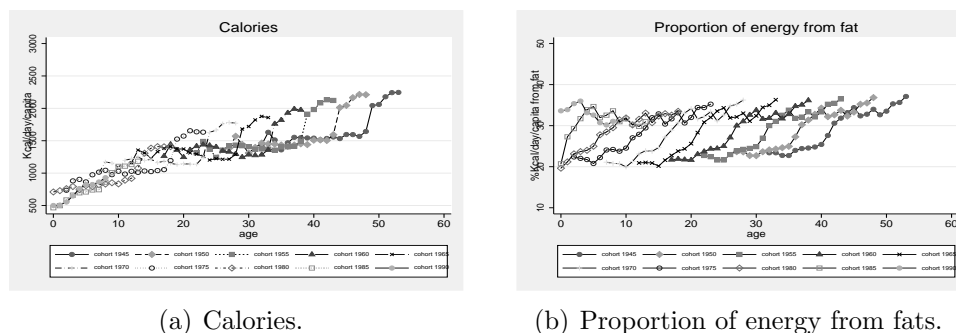 Calories
Kcal/day/capita
500 1000 1500 2000 2500 3000
0 10 20 30 40 50 60
age
cohort 1945 cohort 1950 cohort 1955 cohort 1960 cohort 1965
cohort 1970 cohort 1975 cohort 1980 cohort 1985 cohort 1990
(a) Calories.
Proportion of energy from fat
%Kcal/day/capita from fat
10 20 30 40 50
0 10 20 30 40 50 60
age
cohort 1945 cohort 1950 cohort 1955 cohort 1960 cohort 1965
cohort 1970 cohort 1975 cohort 1980 cohort 1985 cohort 1990
(b) Proportion of energy from fats.